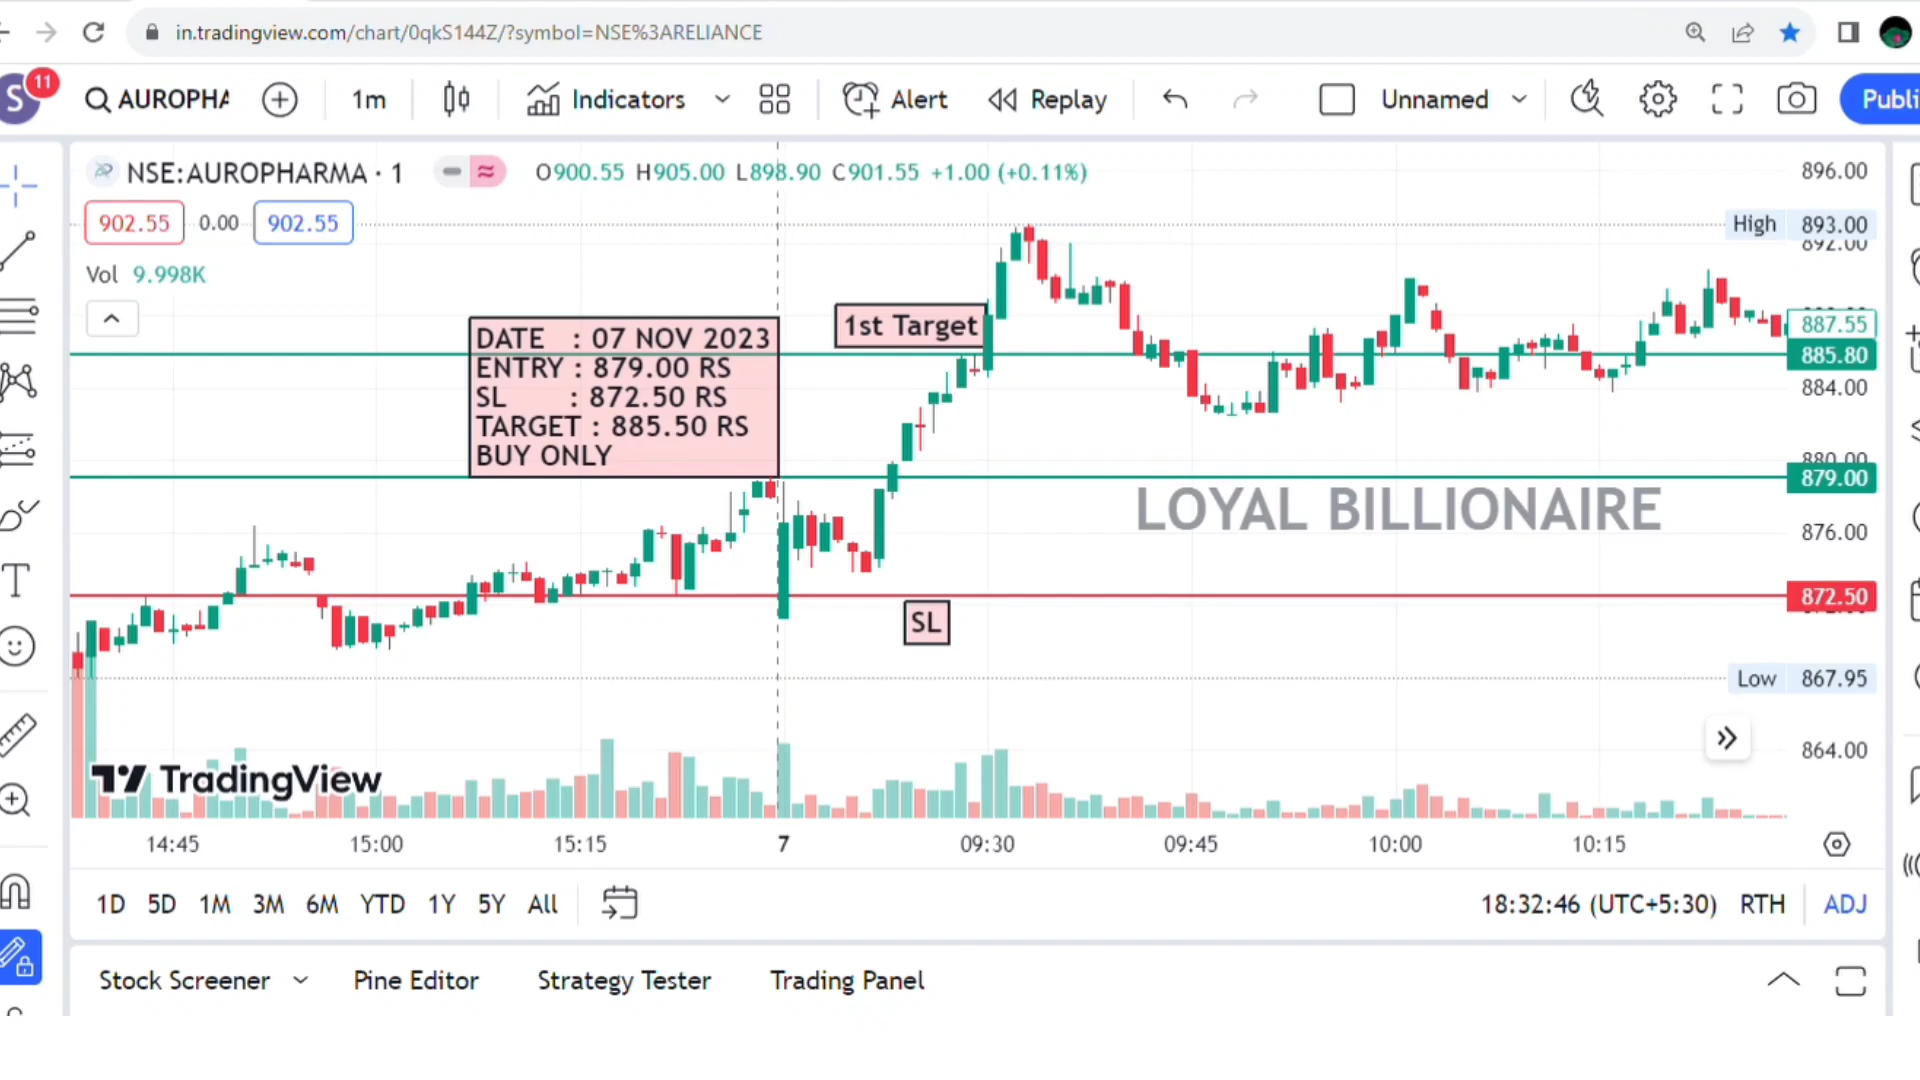 in.tradingview.com/chart/0qkS144Z/?symbol=NSE%3ARELIANCE
S 11 AUROPHA 1m Indicators Alert Replay Unnamed Publi
NSE:AUROPHARMA · 1 O900.55 H905.00 L898.90 C901.55 +1.00 (+0.11%)
902.55 0.00 902.55
Vol 9.998K
DATE : 07 NOV 2023
ENTRY : 879.00 RS
SL : 872.50 RS
TARGET : 885.50 RS
BUY ONLY
1st Target
LOYAL BILLIONAIRE
SL
896.00
High 893.00
892.00
887.55
885.80
884.00
880.00
879.00
876.00
872.50
Low 867.95
864.00
TradingView
14:45 15:00 15:15 7 09:30 09:45 10:00 10:15
1D 5D 1M 3M 6M YTD 1Y 5Y All 18:32:46 (UTC+5:30) RTH ADJ
Stock Screener Pine Editor Strategy Tester Trading Panel